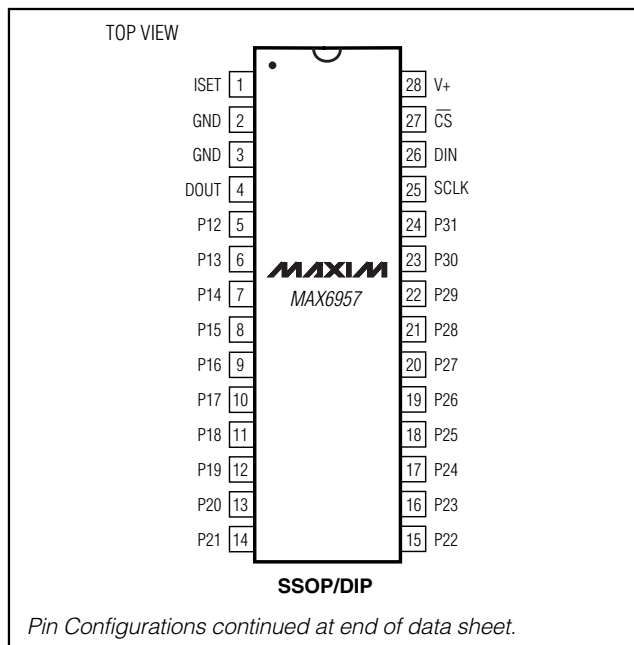 TOP VIEW
ISET 1 28 V+
GND 2 27 C̅S̅
GND 3 26 DIN
DOUT 4 25 SCLK
P12 5 24 P31
P13 6 23 P30
MAXIM
P14 7 22 P29
MAX6957
P15 8 21 P28
P16 9 20 P27
P17 10 19 P26
P18 11 18 P25
P19 12 17 P24
P20 13 16 P23
P21 14 15 P22
SSOP/DIP
Pin Configurations continued at end of data sheet.